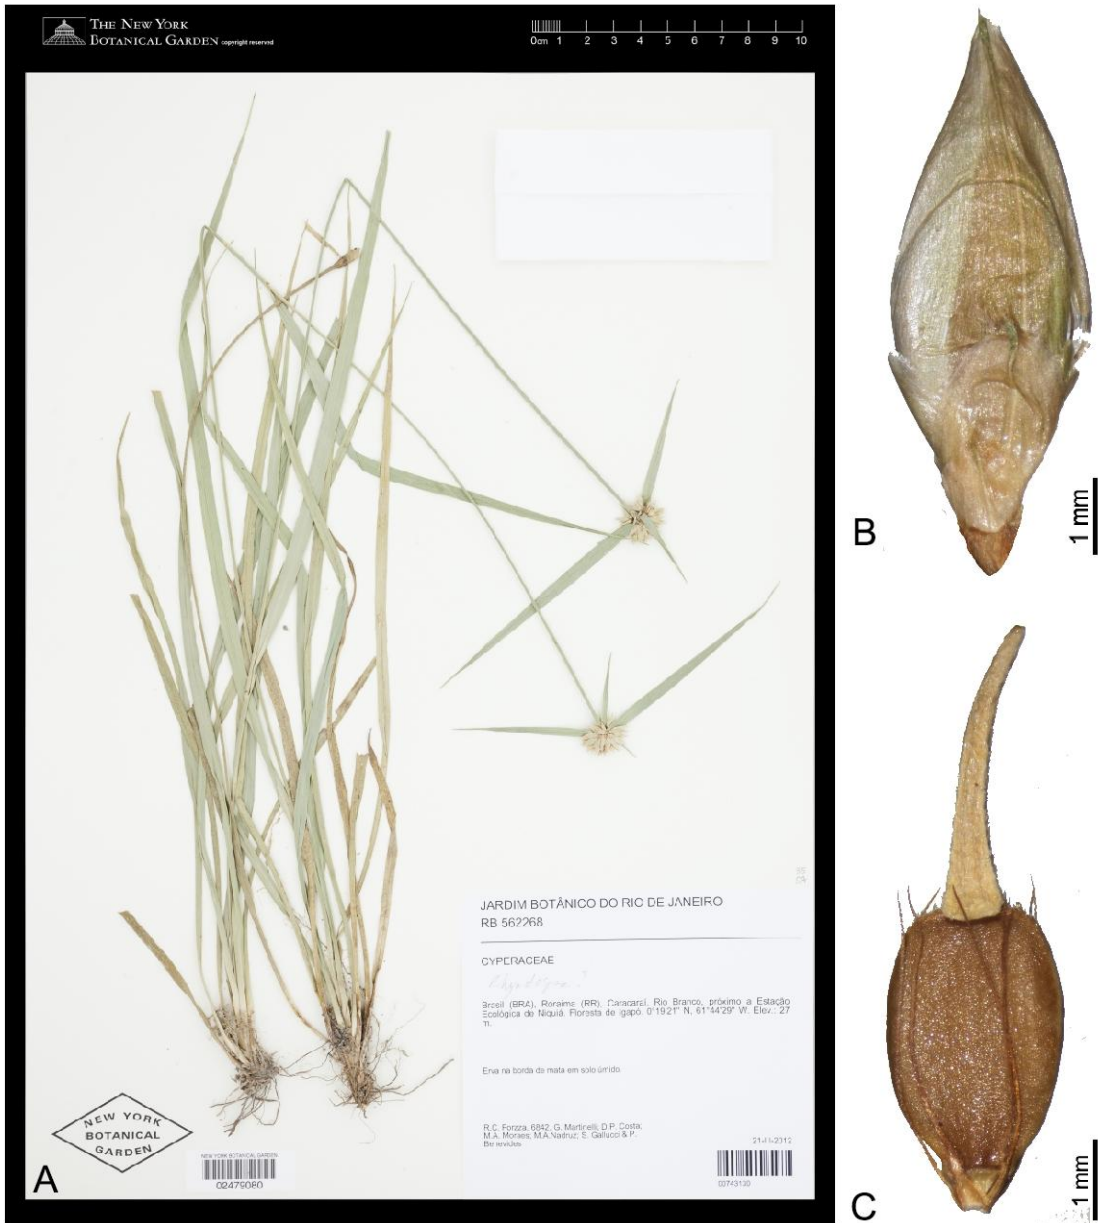 THE NEW YORK
BOTANICAL GARDEN copyright reserved
0cm 1 2 3 4 5 6 7 8 9 10
JARDIM BOTÂNICO DO RIO DE JANEIRO
RB 562268
CYPERACEAE
Brasil (BRA), Roraima (RR), Caracaraí, Rio Branco, próximo a Estação
Ecológica de Niquiá. Floresta de igapó. 0°19'21" N, 61°44'29" W. Elev.: 27
m.
Erva na borda da mata em solo úmido.
R.C. Forzza, 6842, G. Martinelli; D.P. Costa;
M.A. Moraes; M.A.Nadruz; S. Gallucci & P.
2012
NEW YORK
BOTANICAL
GARDEN
NEW YORK BOTANICAL GARDEN
02479080
00743130
A
B
1 mm
C
1 mm